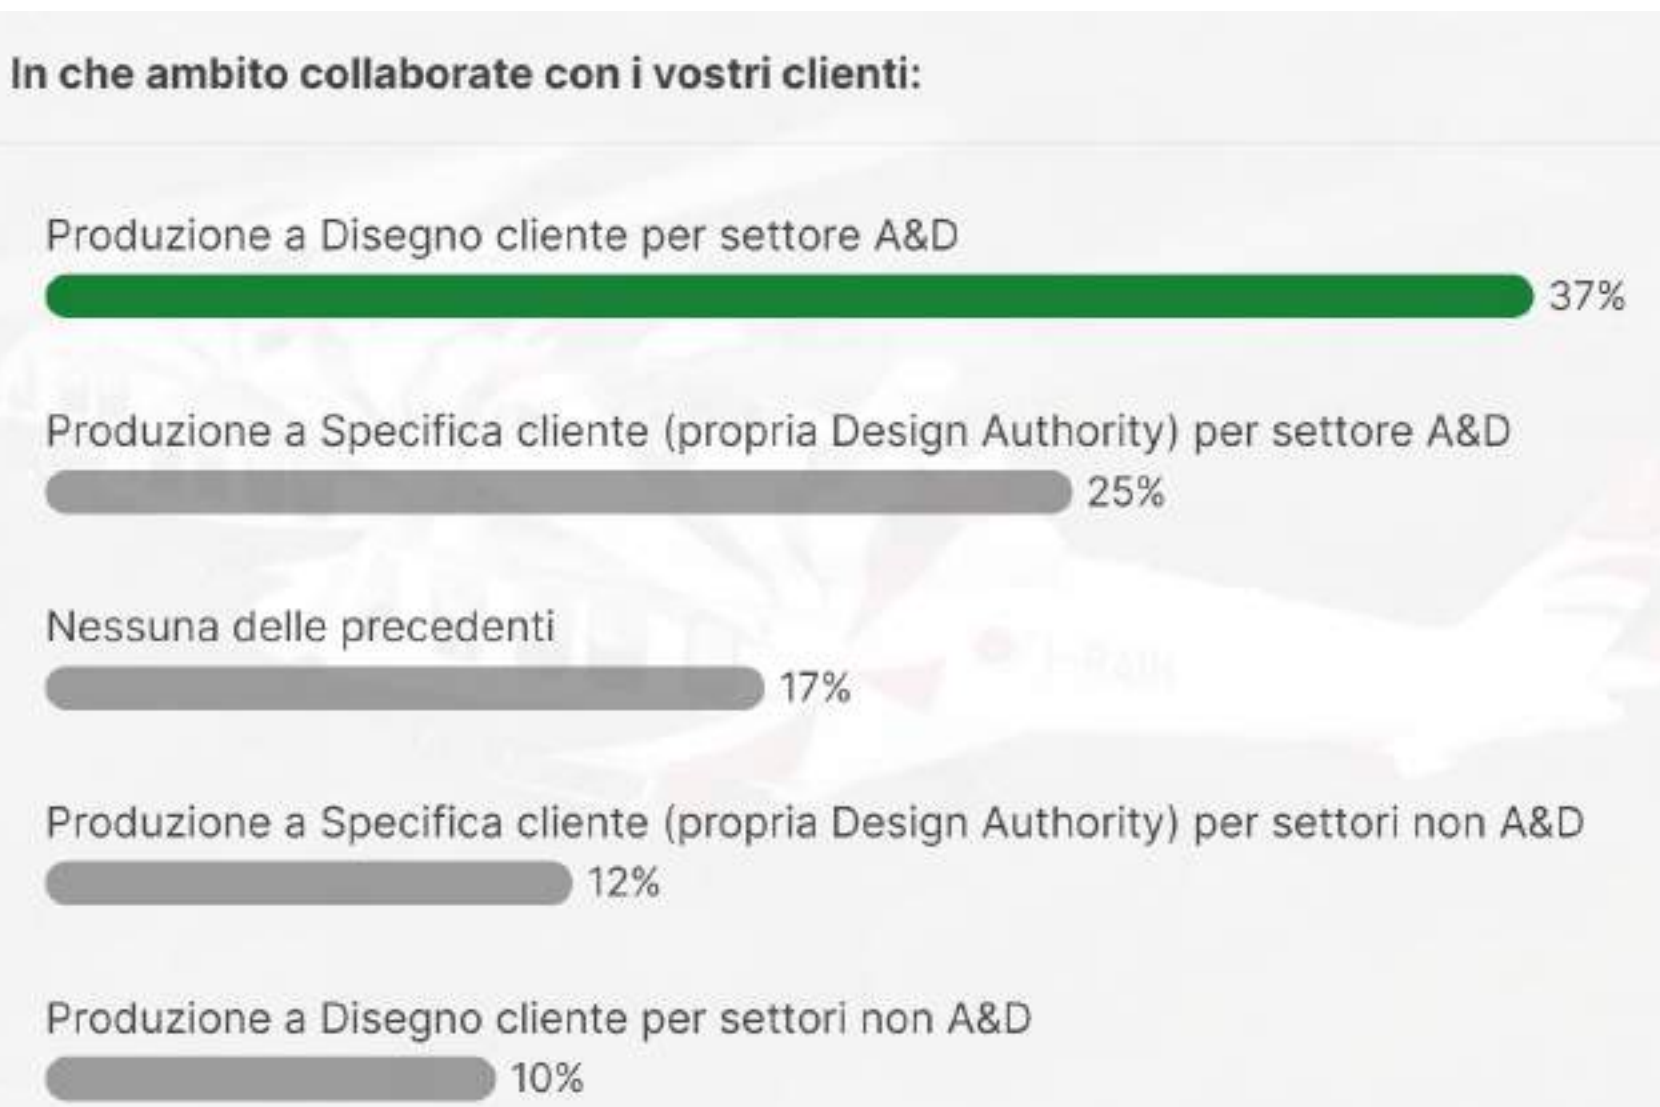 In che ambito collaborate con i vostri clienti:
Produzione a Disegno cliente per settore A&D
37%
Produzione a Specifica cliente (propria Design Authority) per settore A&D
25%
Nessuna delle precedenti
17%
Produzione a Specifica cliente (propria Design Authority) per settori non A&D
12%
Produzione a Disegno cliente per settori non A&D
10%